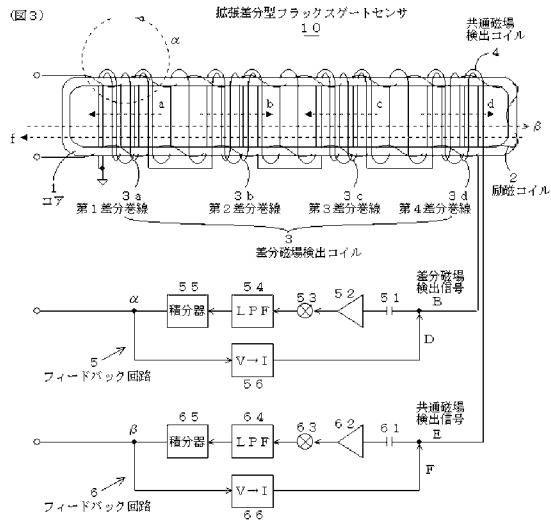 (図3)
拡張差分型フラックスゲートセンサ
10
共通磁場
検出コイル
4
α
a
b
c
d
f
β
1
コア
2
励磁コイル
3a
第1差分巻線
3b
第2差分巻線
3c
第3差分巻線
3d
第4差分巻線
3
差分磁場検出コイル
α
55
積分器
54
LPF
53
52
51
差分磁場
検出信号
B
D
5
フィードバック回路
V→I
56
β
65
積分器
64
LPF
63
62
61
共通磁場
検出信号
E
F
6
フィードバック回路
V→I
66